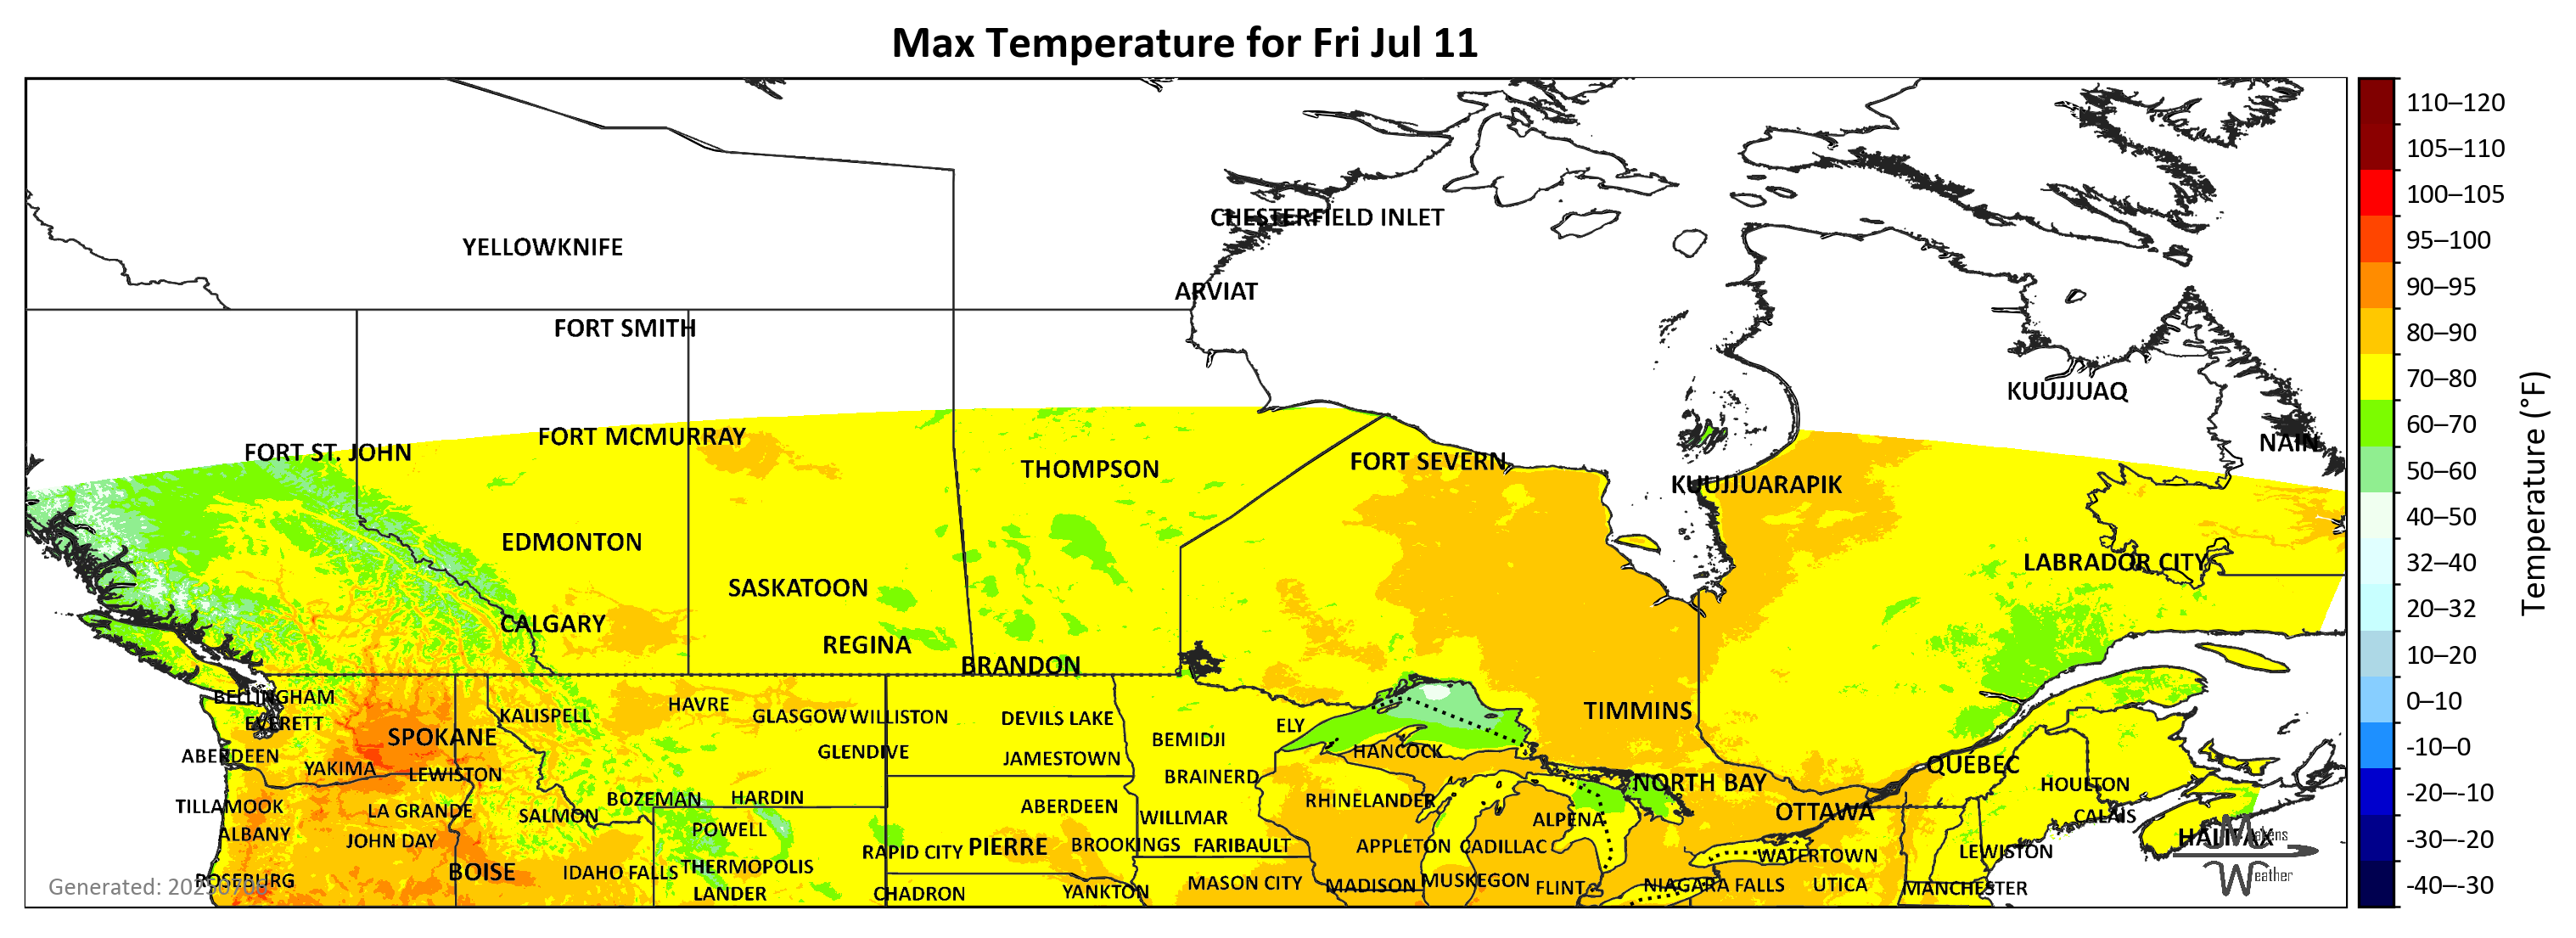 Max Temperature for Fri Jul 11
110–120
105–110
CHESTERFIELD INLET
100–105
YELLOWKNIFE
95–100
ARVIAT
90–95
FORT SMITH
80–90
KUUJJUAQ
70–80
FORT ST. JOHN
FORT MCMURRAY
NAIN
60–70
THOMPSON
FORT SEVERN
KUUJJUARAPIK
50–60
EDMONTON
40–50
LABRADOR CITY
32–40
SASKATOON
CALGARY
20–32
REGINA
BRANDON
10–20
BELLINGHAM
HAVRE
0–10
EVERETT
KALISPELL
GLASGOW
WILLISTON
DEVILS LAKE
ELY
TIMMINS
SPOKANE
BEMIDJI
-10–0
ABERDEEN
GLENDIVE
JAMESTOWN
HANCOCK
YAKIMA
LEWISTON
BRAINERD
NORTH BAY
QUÉBEC
HOULTON
-20–-10
TILLAMOOK
LA GRANDE
SALMON
BOZEMAN
HARDIN
ABERDEEN
WILLMAR
RHINELANDER
ALPENA
OTTAWA
CALAIS
ALBANY
JOHN DAY
POWELL
RAPID CITY
PIERRE
BROOKINGS
FARIBAULT
APPLETON
CADILLAC
WATERTOWN
LEWISTON
HALIFAX
Makens
Weather
-30–-20
ROSEBURG
BOISE
IDAHO FALLS
THERMOPOLIS
LANDER
CHADRON
YANKTON
MASON CITY
MADISON
MUSKEGON
FLINT
NIAGARA FALLS
UTICA
MANCHESTER
-40–-30
Temperature (°F)
Generated: